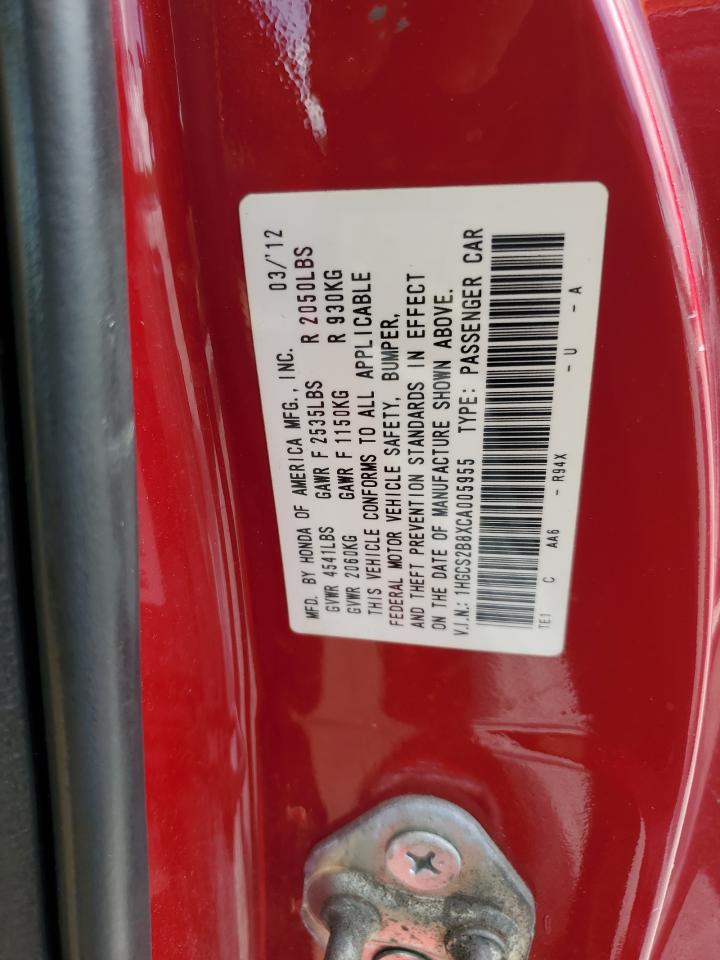 MFD. BY HONDA OF AMERICA MFG., INC. 03/'12
GVWR 4541LBS GAWR F 2535LBS R 2050LBS
GVWR 2060KG GAWR F 1150KG R 930KG
THIS VEHICLE CONFORMS TO ALL APPLICABLE
FEDERAL MOTOR VEHICLE SAFETY, BUMPER,
AND THEFT PREVENTION STANDARDS IN EFFECT
ON THE DATE OF MANUFACTURE SHOWN ABOVE.
V.I.N.: 1HGCS2B8XCA005955 TYPE: PASSENGER CAR
TE1 C AA6 - R94X - U - A